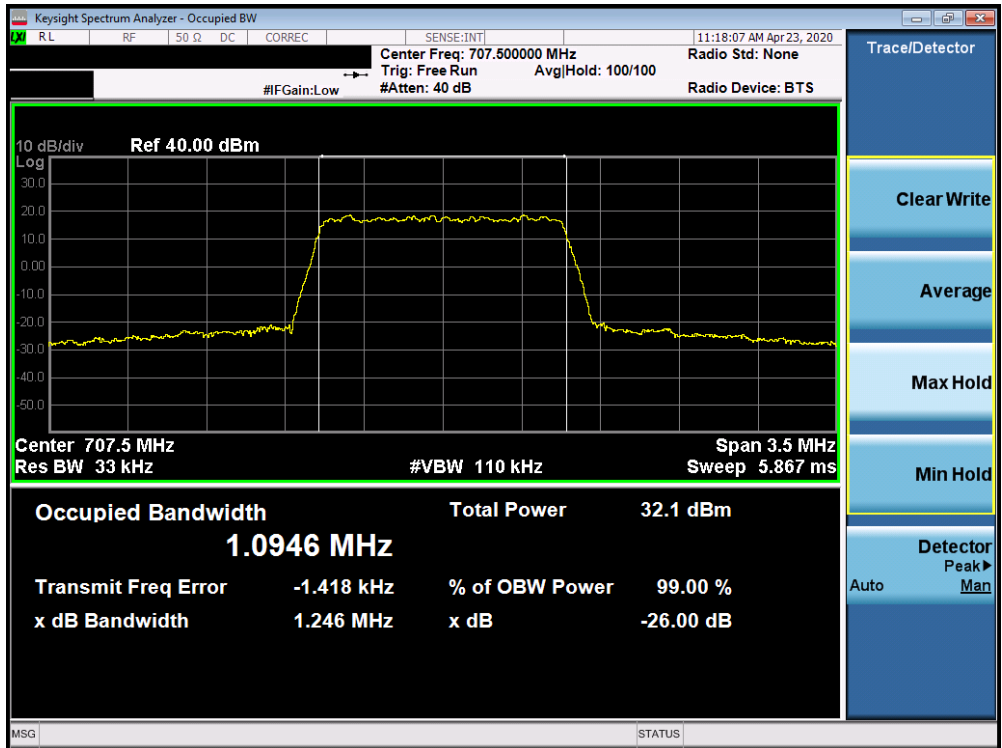 Keysight Spectrum Analyzer - Occupied BW
LXI RL RF 50 Ω DC CORREC SENSE:INT 11:18:07 AM Apr 23, 2020
Center Freq: 707.500000 MHz Radio Std: None
Trig: Free Run Avg|Hold: 100/100
#IFGain:Low #Atten: 40 dB Radio Device: BTS
10 dB/div Ref 40.00 dBm
Log
30.0
20.0
10.0
0.00
-10.0
-20.0
-30.0
-40.0
-50.0
Center 707.5 MHz Span 3.5 MHz
Res BW 33 kHz #VBW 110 kHz Sweep 5.867 ms
Occupied Bandwidth Total Power 32.1 dBm
1.0946 MHz
Transmit Freq Error -1.418 kHz % of OBW Power 99.00 %
x dB Bandwidth 1.246 MHz x dB -26.00 dB
Trace/Detector
Clear Write
Average
Max Hold
Min Hold
Detector
Peak▶
Auto Man
MSG STATUS